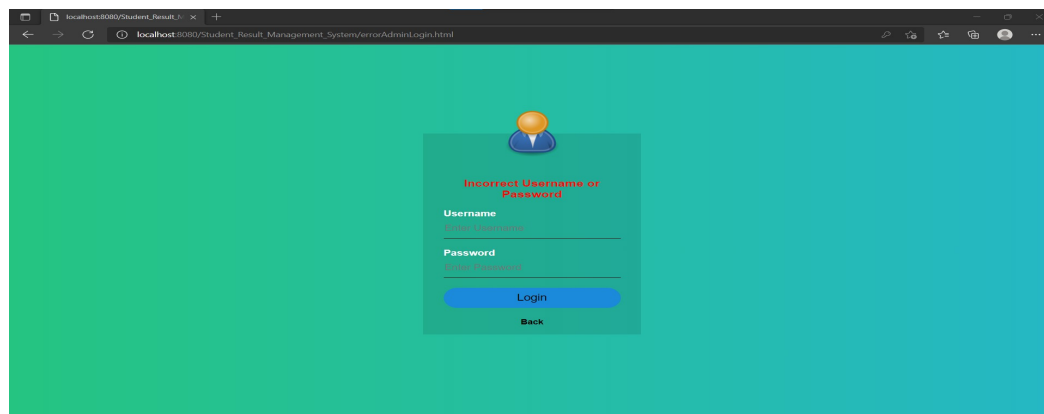 localhost:8080/Student_Result_M
localhost:8080/Student_Result_Management_System/errorAdminLogin.html
Incorrect Username or
Password
Username
Enter Username
Password
Enter Password
Login
Back